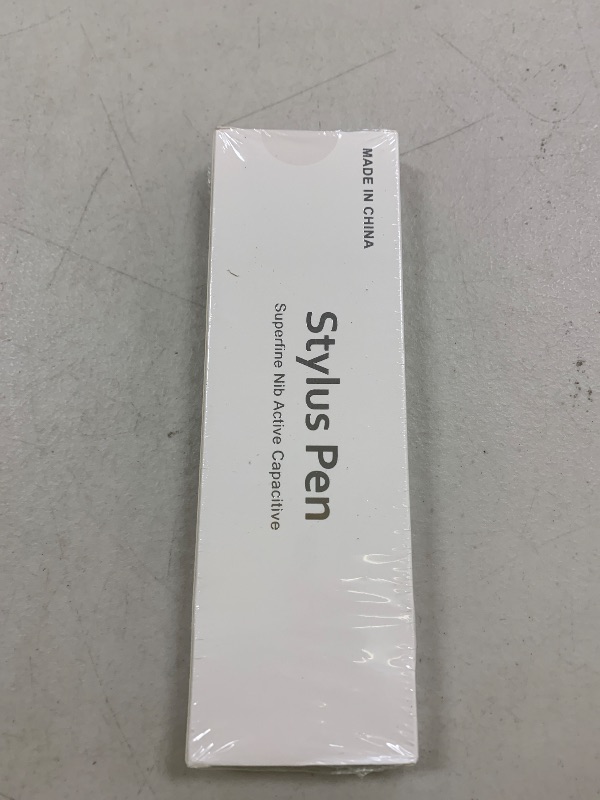 MADE IN CHINA
Stylus Pen
Superfine Nib Active Capacitive